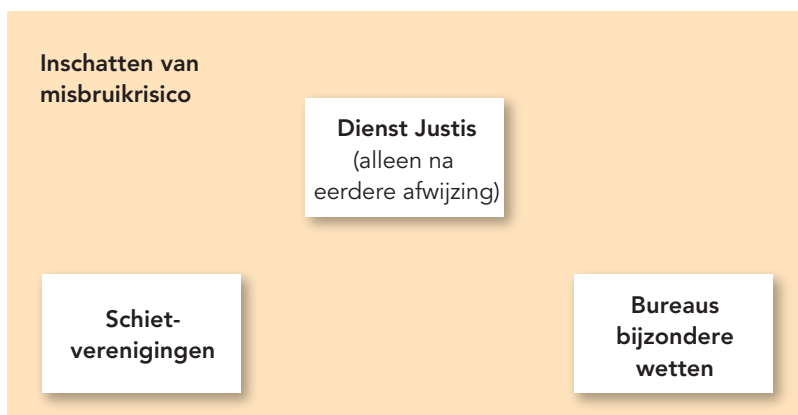 Inschatten van
misbruikrisico
Dienst Justis
(alleen na
eerdere afwijzing)
Schiet-
verenigingen
Bureaus
bijzondere
wetten